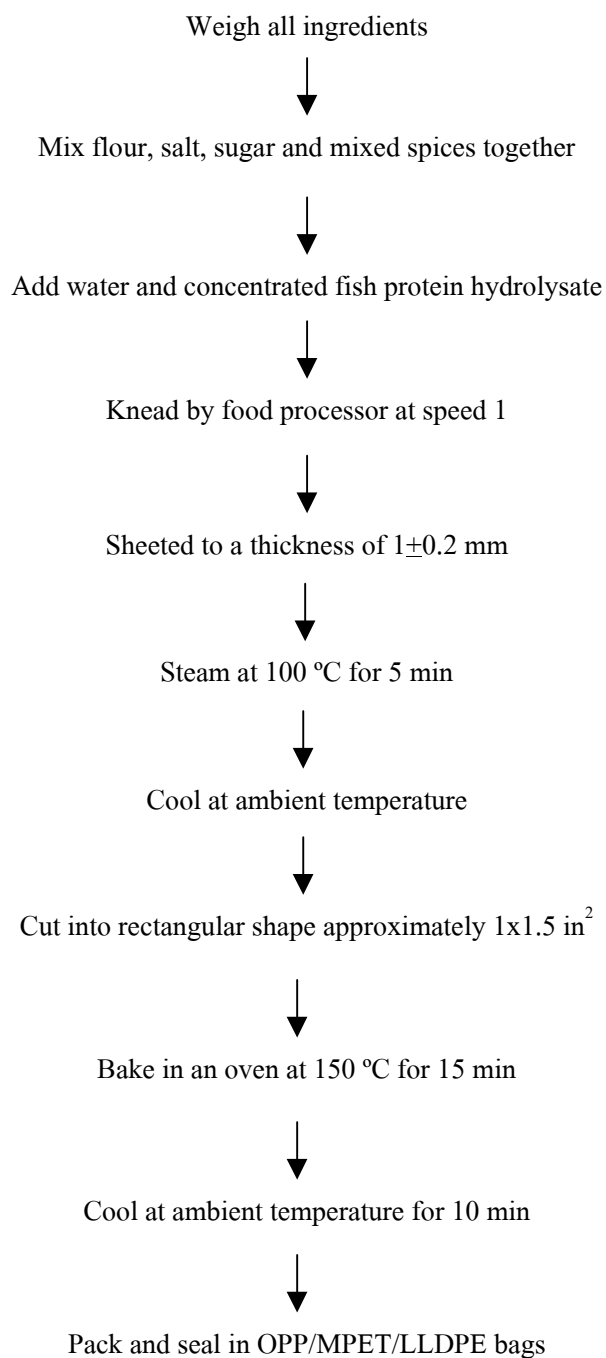 Weigh all ingredients
Mix flour, salt, sugar and mixed spices together
Add water and concentrated fish protein hydrolysate
Knead by food processor at speed 1
Sheeted to a thickness of 1±0.2 mm
Steam at 100 ºC for 5 min
Cool at ambient temperature
Cut into rectangular shape approximately 1x1.5 in²
Bake in an oven at 150 ºC for 15 min
Cool at ambient temperature for 10 min
Pack and seal in OPP/MPET/LLDPE bags